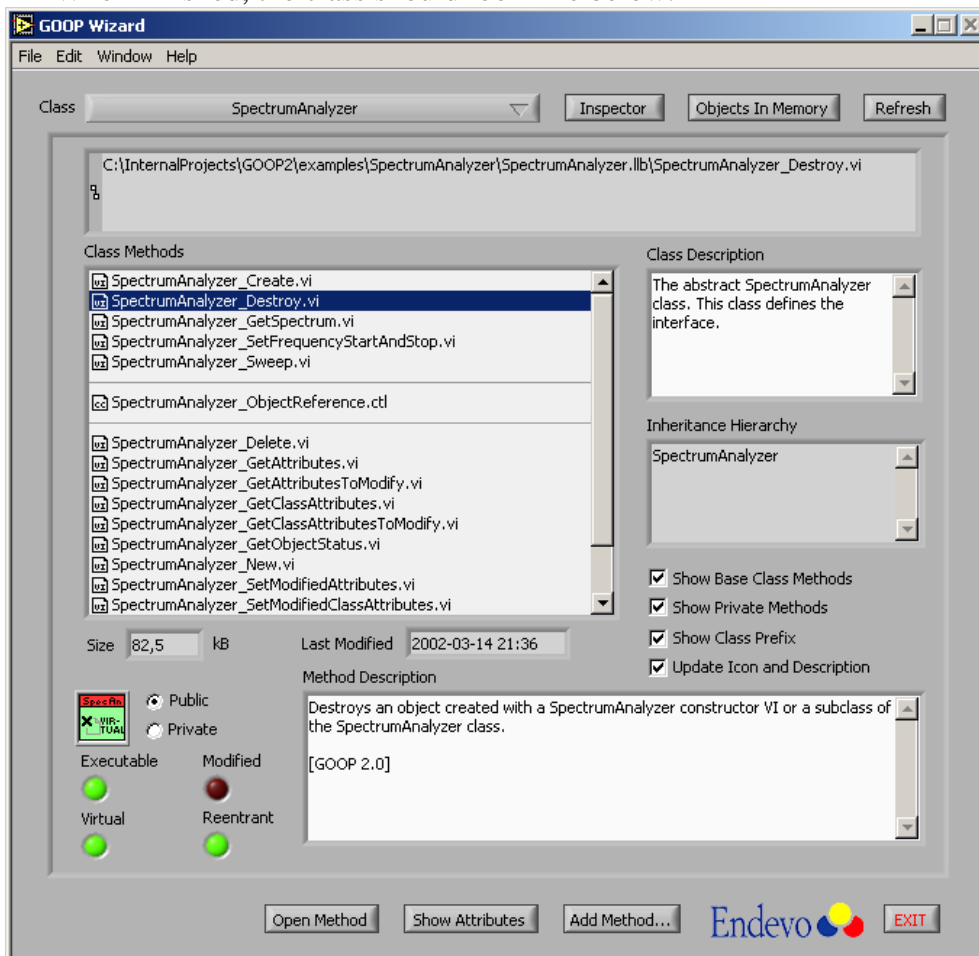 GOOP Wizard
File Edit Window Help
Class SpectrumAnalyzer Inspector Objects In Memory Refresh
C:\InternalProjects\GOOP2\examples\SpectrumAnalyzer\SpectrumAnalyzer.llb\SpectrumAnalyzer_Destroy.vi
Class Methods
SpectrumAnalyzer_Create.vi
SpectrumAnalyzer_Destroy.vi
SpectrumAnalyzer_GetSpectrum.vi
SpectrumAnalyzer_SetFrequencyStartAndStop.vi
SpectrumAnalyzer_Sweep.vi
SpectrumAnalyzer_ObjectReference.ctl
SpectrumAnalyzer_Delete.vi
SpectrumAnalyzer_GetAttributes.vi
SpectrumAnalyzer_GetAttributesToModify.vi
SpectrumAnalyzer_GetClassAttributes.vi
SpectrumAnalyzer_GetClassAttributesToModify.vi
SpectrumAnalyzer_GetObjectStatus.vi
SpectrumAnalyzer_New.vi
SpectrumAnalyzer_SetModifiedAttributes.vi
SpectrumAnalyzer_SetModifiedClassAttributes.vi
Class Description
The abstract SpectrumAnalyzer
class. This class defines the
interface.
Inheritance Hierarchy
SpectrumAnalyzer
Show Base Class Methods
Show Private Methods
Show Class Prefix
Update Icon and Description
Size 82,5 kB Last Modified 2002-03-14 21:36
Method Description
Destroys an object created with a SpectrumAnalyzer constructor VI or a subclass of
the SpectrumAnalyzer class.
[GOOP 2.0]
SpecAn
VIR-
TUAL
Public
Private
Executable Modified
Virtual Reentrant
Open Method Show Attributes Add Method... Endevo EXIT